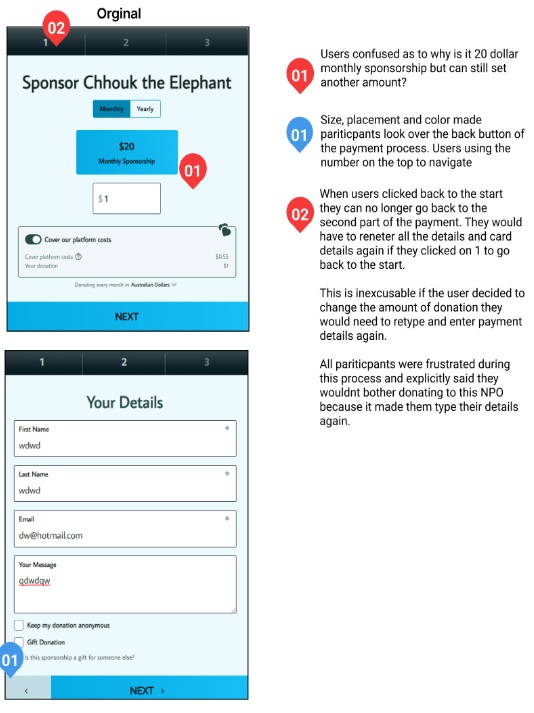 Orginal
02
1 2 3
Sponsor Chhouk the Elephant
Monthly Yearly
$20
Monthly Sponsorship
01
$ 1
Cover our platform costs
Cover platform costs ? $0.55
Your donation $1
Donating every month in Australian Dollars
NEXT
1 2 3
Your Details
First Name *
wdwd
Last Name *
wdwd
Email *
dw@hotmail.com
Your Message
qdwdqw
Keep my donation anonymous
Gift Donation
01
Is this sponsorship a gift for someone else?
< NEXT >
01
Users confused as to why is it 20 dollar
monthly sponsorship but can still set
another amount?
01
Size, placement and color made
pariticpants look over the back button of
the payment process. Users using the
number on the top to navigate
02
When users clicked back to the start
they can no longer go back to the
second part of the payment. They would
have to reneter all the details and card
details again if they clicked on 1 to go
back to the start.
This is inexcusable if the user decided to
change the amount of donation they
would need to retype and enter payment
details again.
All pariticpants were frustrated during
this process and explicitly said they
wouldnt bother donating to this NPO
because it made them type their details
again.